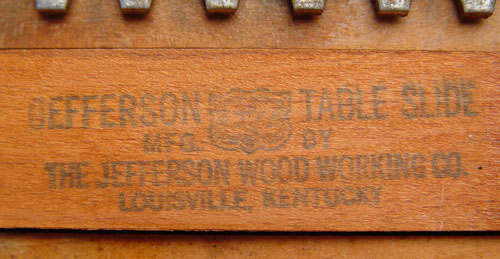 JEFFERSON TABLE SLIDE
MFG. BY
THE JEFFERSON WOOD WORKING CO.
LOUISVILLE, KENTUCKY